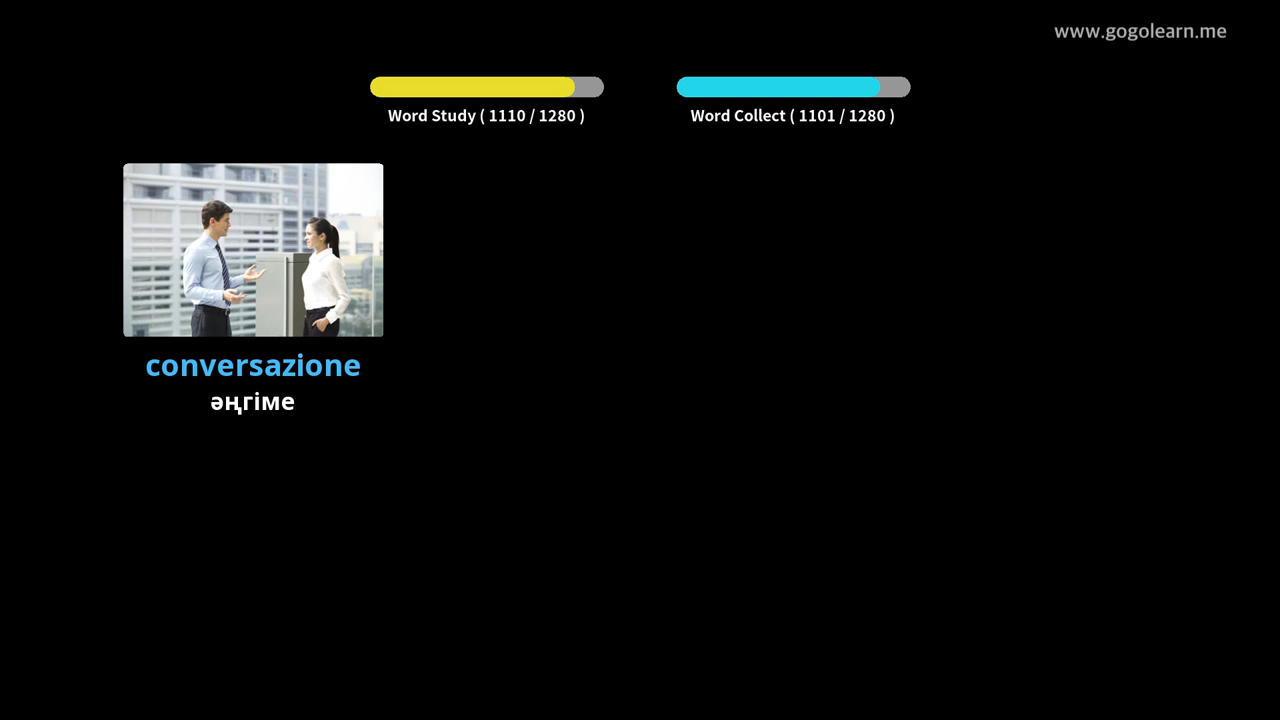 www.gogolearn.me
Word Study ( 1110 / 1280 )
Word Collect ( 1101 / 1280 )
conversazione
әңгіме